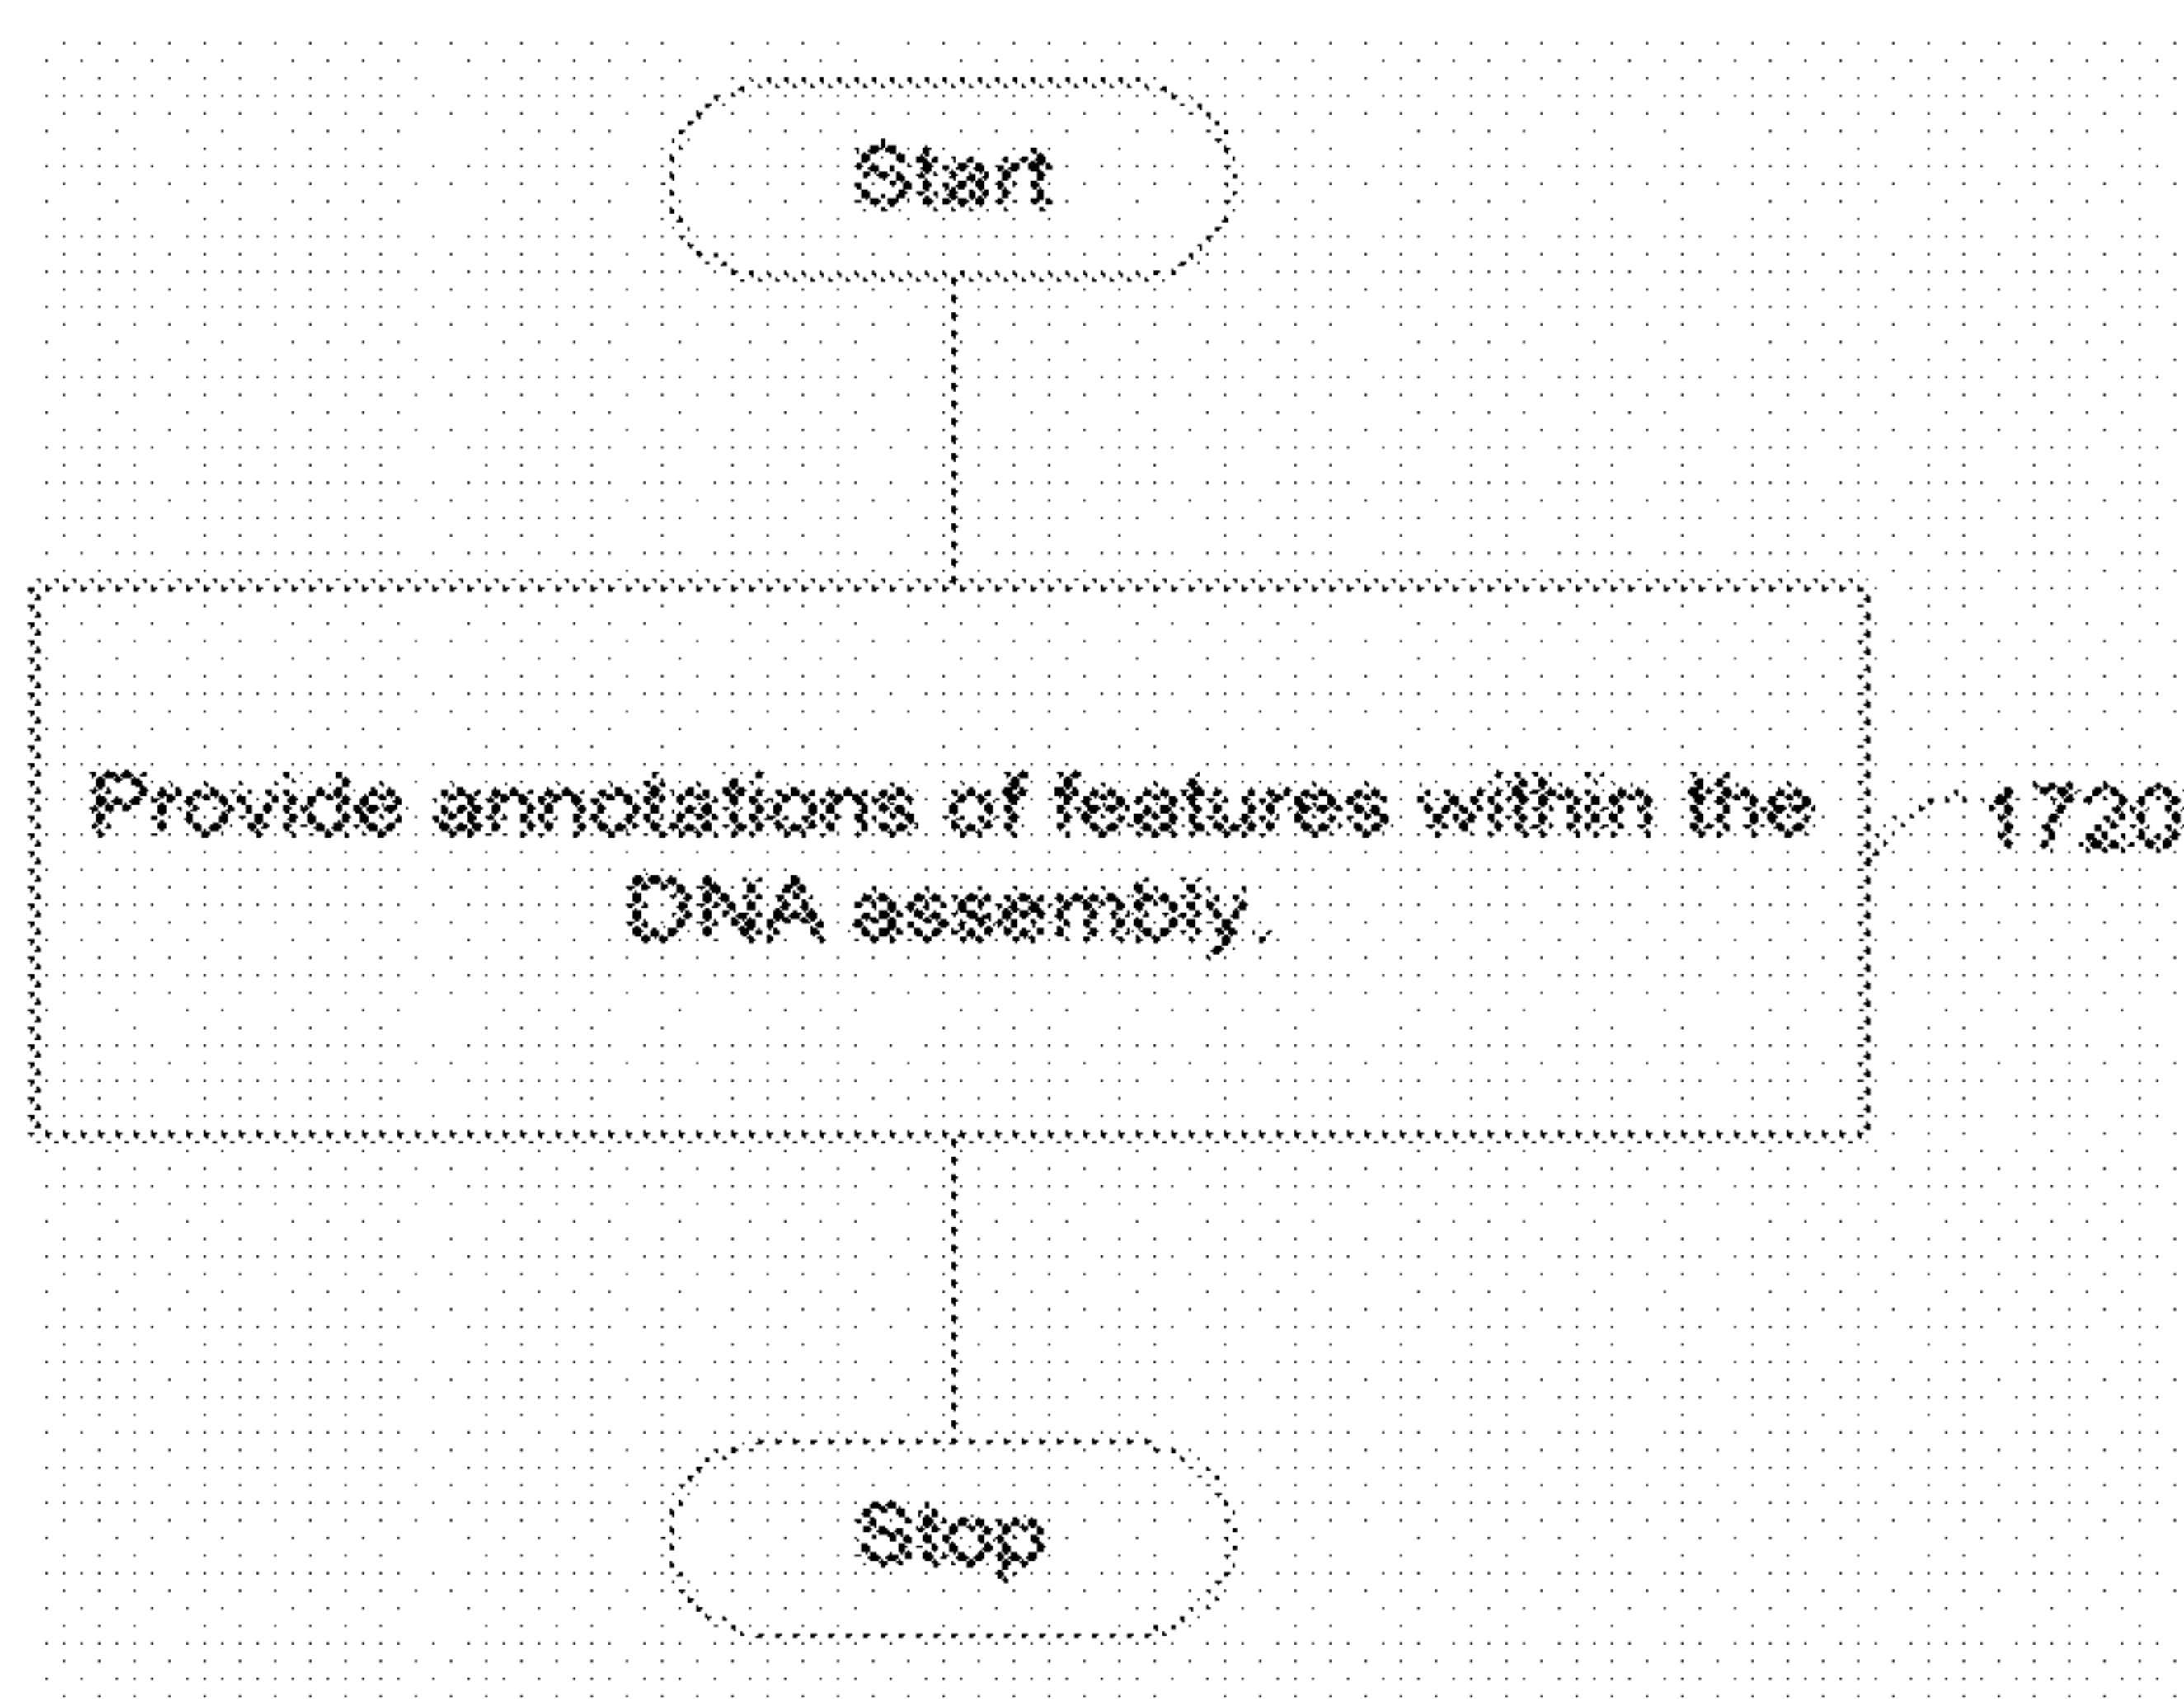 Start
Provide annotations of features within the
DNA assembly.
1720
Stop